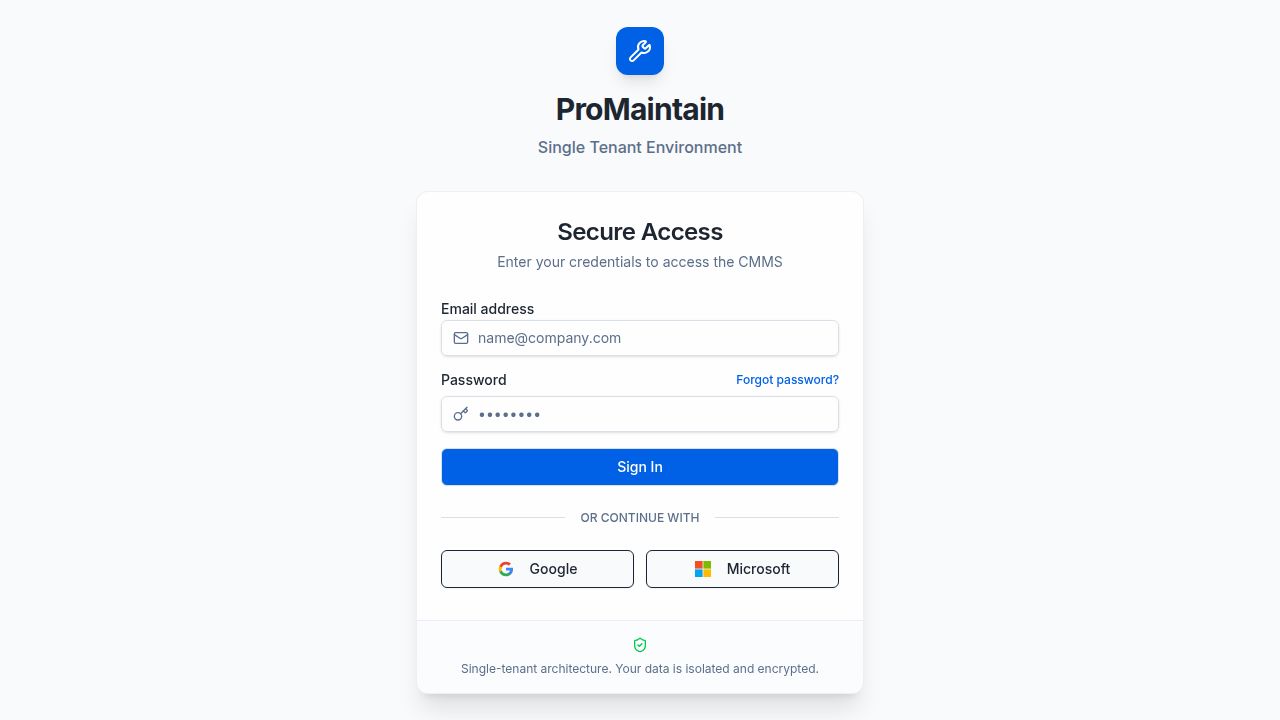 ProMaintain
Single Tenant Environment
Secure Access
Enter your credentials to access the CMMS
Email address
name@company.com
Password
Forgot password?
••••••••
Sign In
OR CONTINUE WITH
Google
Microsoft
Single-tenant architecture. Your data is isolated and encrypted.